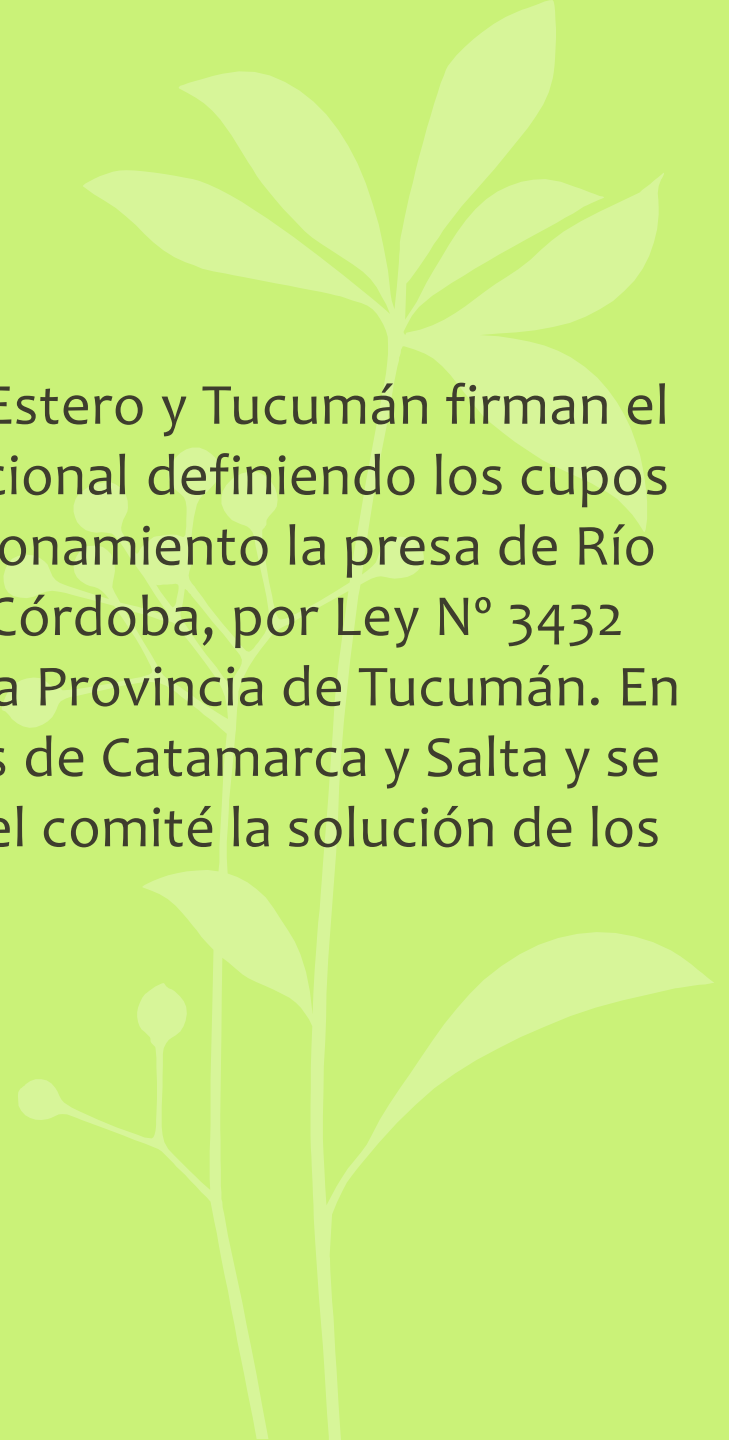 Estero y Tucumán firman el
cional definiendo los cupos
onamiento la presa de Río
Córdoba, por Ley Nº 3432
a Provincia de Tucumán. En
s de Catamarca y Salta y se
el comité la solución de los